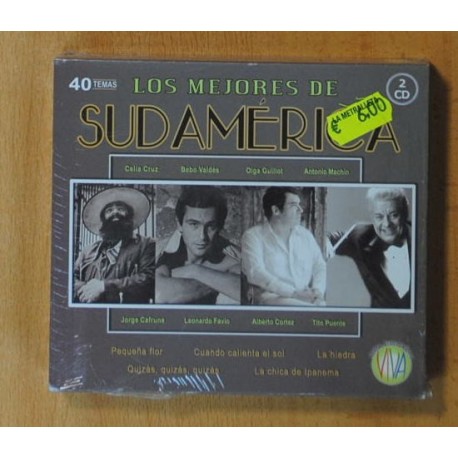 40 TEMAS LOS MEJORES DE 2 CD
SUDAMÉRICA
LA METRALLETA
€ 6,00
Celia Cruz Bebo Valdés Olga Guillot Antonio Machín
Jorge Cafrune Leonardo Favio Alberto Cortez Tito Puente
Pequeña flor Cuando calienta el sol La hiedra
Quizás, quizás, quizás La chica de Ipanema
VIVA